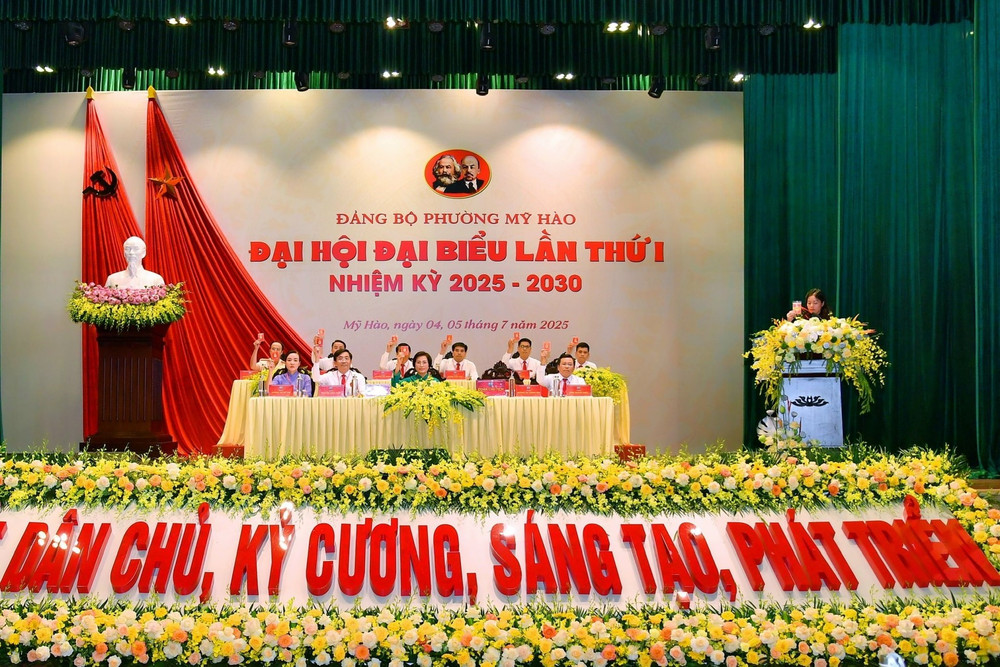 ĐẢNG BỘ PHƯỜNG MỸ HÀO
ĐẠI HỘI ĐẠI BIỂU LẦN THỨ I
NHIỆM KỲ 2025 - 2030
Mỹ Hào, ngày 04, 05 tháng 7 năm 2025
DÂN CHỦ, KỶ CƯƠNG, SÁNG TẠO, PHÁT TRIỂN